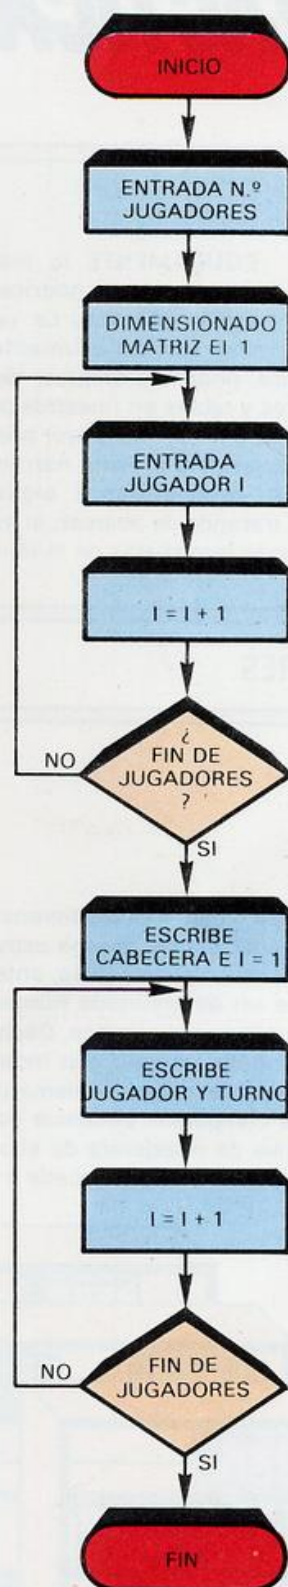 INICIO
ENTRADA N.º
JUGADORES
DIMENSIONADO
MATRIZ EI 1
ENTRADA
JUGADOR I
I = I + 1
¿
FIN DE
JUGADORES
?
NO
SI
ESCRIBE
CABECERA E I = 1
ESCRIBE
JUGADOR Y TURNO
I = I + 1
FIN DE
JUGADORES
NO
SI
FIN